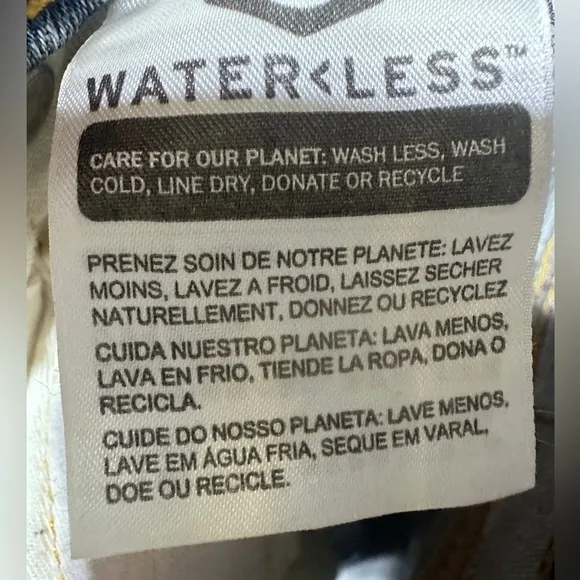 WATER<LESS™
CARE FOR OUR PLANET: WASH LESS, WASH
COLD, LINE DRY, DONATE OR RECYCLE
PRENEZ SOIN DE NOTRE PLANETE: LAVEZ
MOINS, LAVEZ A FROID, LAISSEZ SECHER
NATURELLEMENT, DONNEZ OU RECYCLEZ
CUIDA NUESTRO PLANETA: LAVA MENOS,
LAVA EN FRIO, TIENDE LA ROPA, DONA O
RECICLA.
CUIDE DO NOSSO PLANETA: LAVE MENOS,
LAVE EM ÁGUA FRIA, SEQUE EM VARAL,
DOE OU RECICLE.